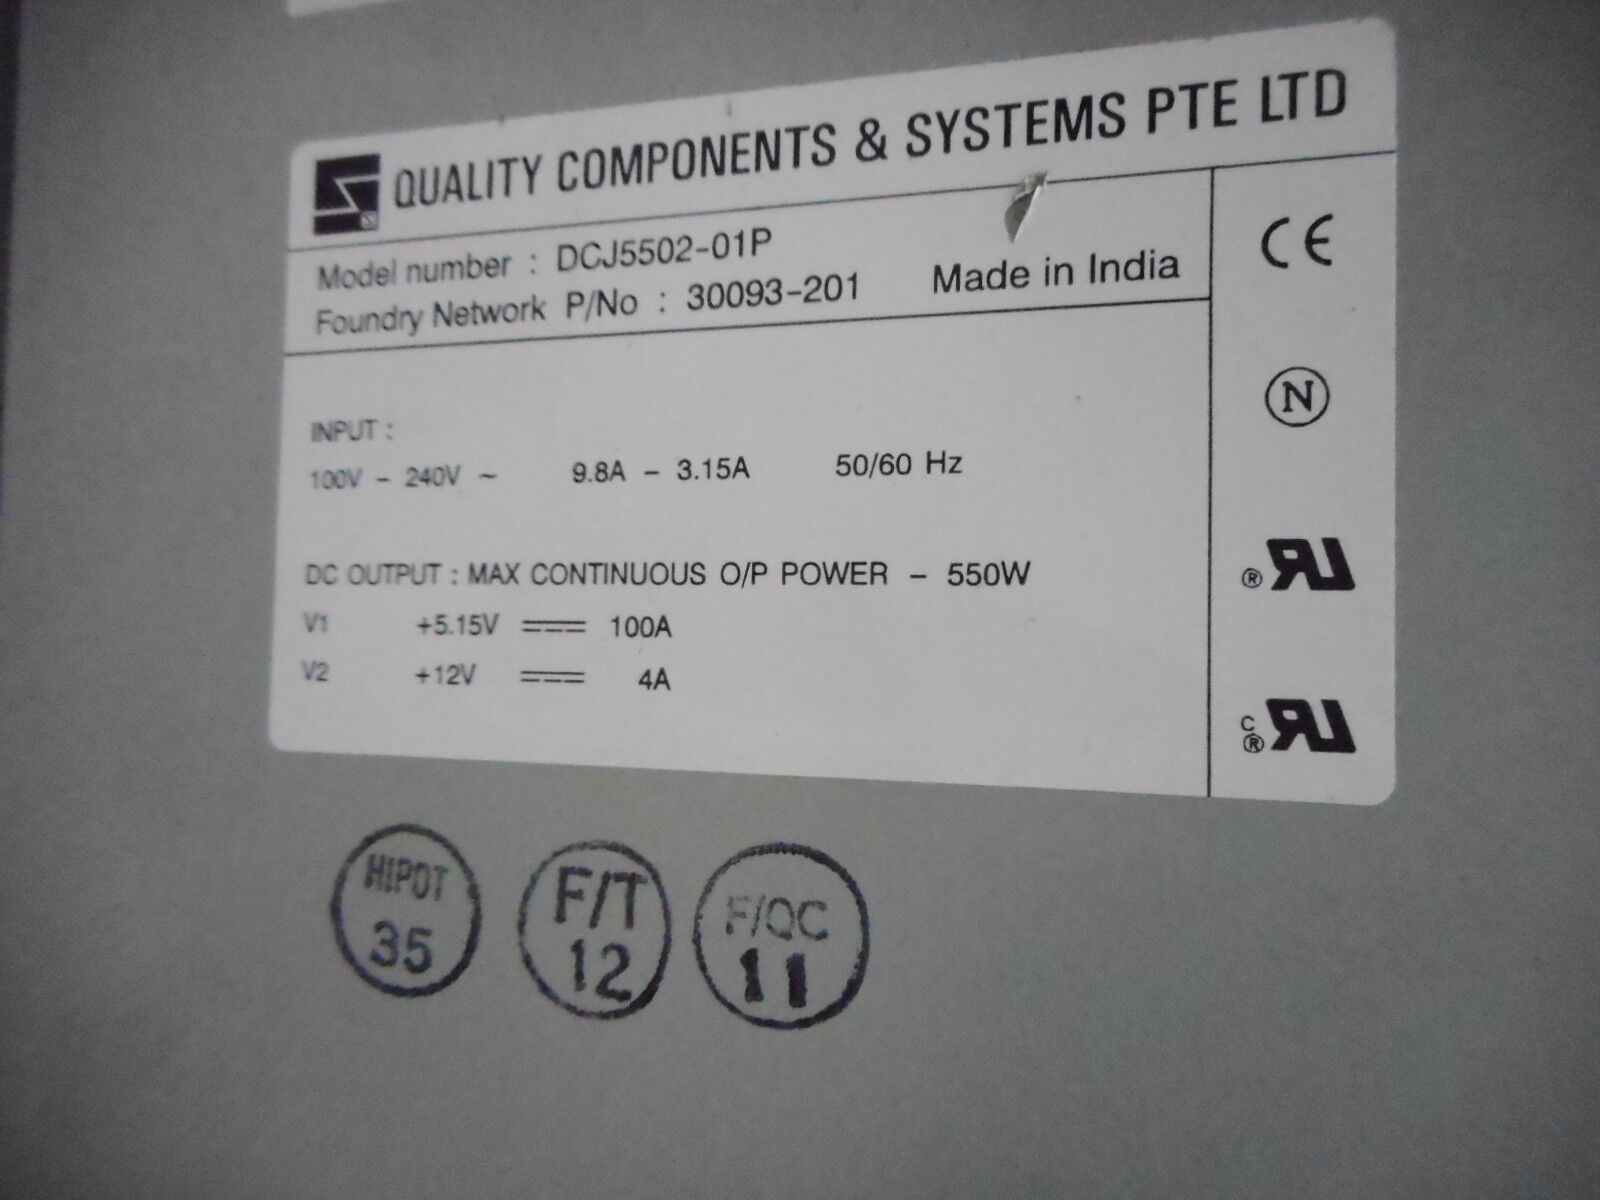 QUALITY COMPONENTS & SYSTEMS PTE LTD
Model number : DCJ5502-01P
Foundry Network P/No : 30093-201 Made in India
INPUT :
100V - 240V ~ 9.8A - 3.15A 50/60 Hz
DC OUTPUT : MAX CONTINUOUS O/P POWER - 550W
V1 +5.15V 100A
V2 +12V 4A
CE
N
® UR
C ® UR
HIPOT
35
F/T
12
F/QC
11